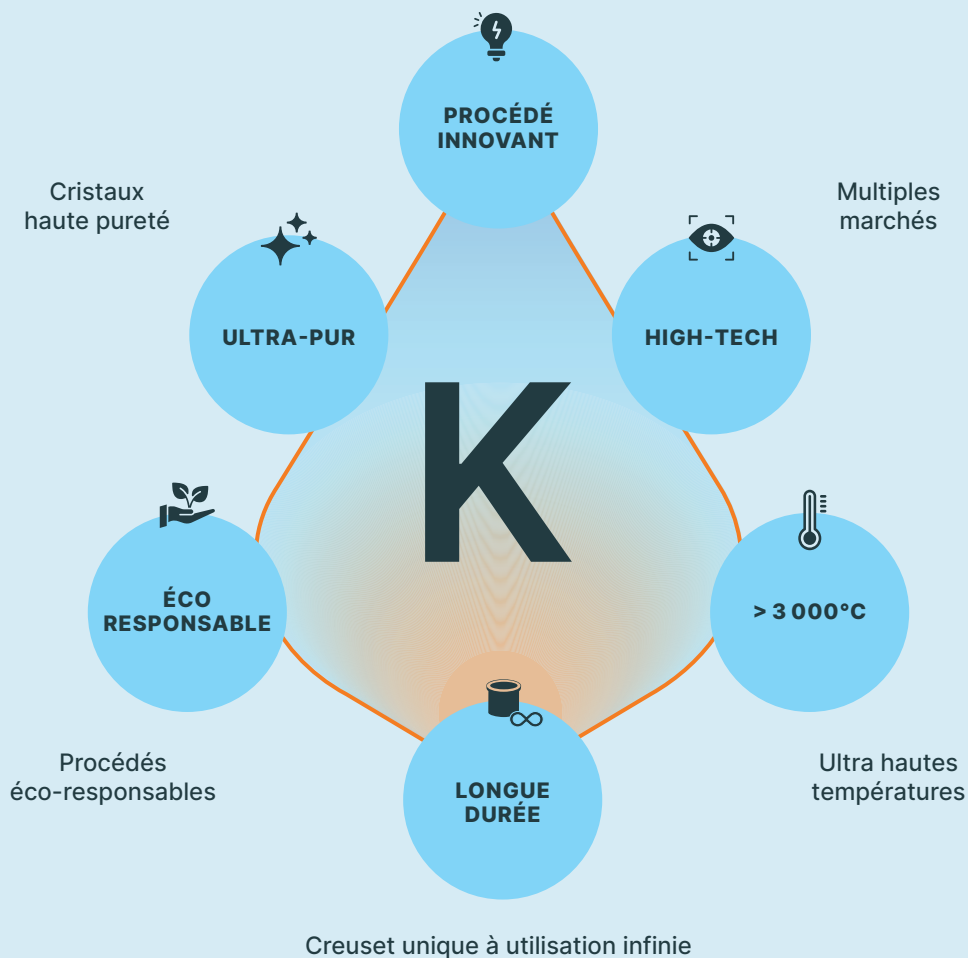 PROCÉDÉ
INNOVANT
Cristaux
haute pureté
Multiples
marchés
ULTRA-PUR
HIGH-TECH
K
ÉCO
RESPONSABLE
> 3 000°C
Procédés
éco-responsables
LONGUE
DURÉE
Ultra hautes
températures
Creuset unique à utilisation infinie